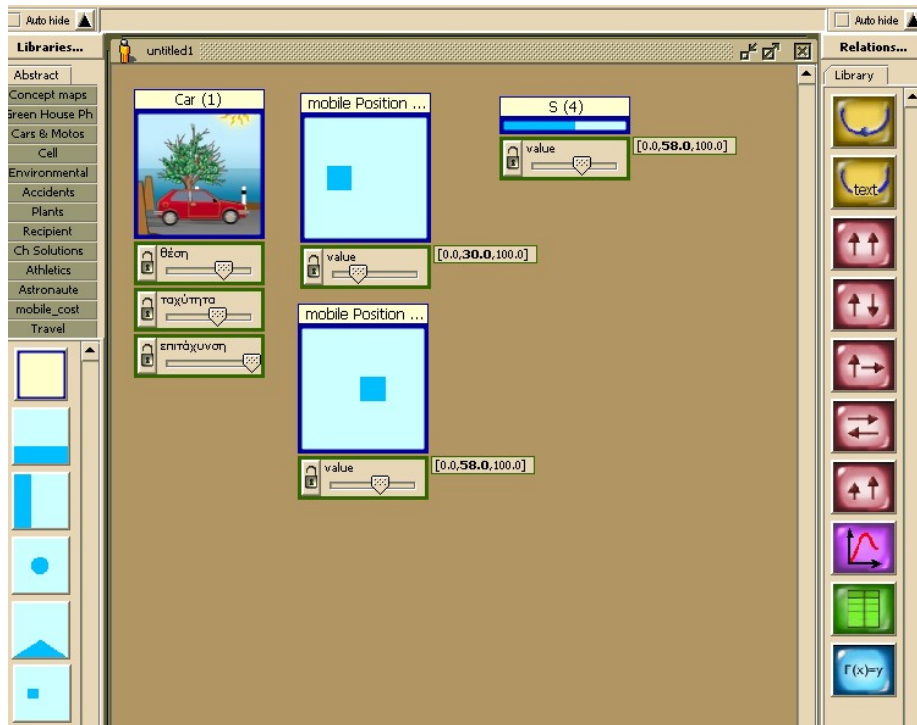 Auto hide
Auto hide
Libraries...
untitled1
Relations...
Abstract
Concept maps
Green House Ph
Cars & Motos
Cell
Environmental
Accidents
Plants
Recipient
Ch Solutions
Athletics
Astronaute
mobile_cost
Travel
Car (1)
θέση
ταχύτητα
επιτάχυνση
mobile Position ...
value
[0.0,30.0,100.0]
mobile Position ...
value
[0.0,58.0,100.0]
S (4)
value
[0.0,58.0,100.0]
Library
text
Γ(x)=y